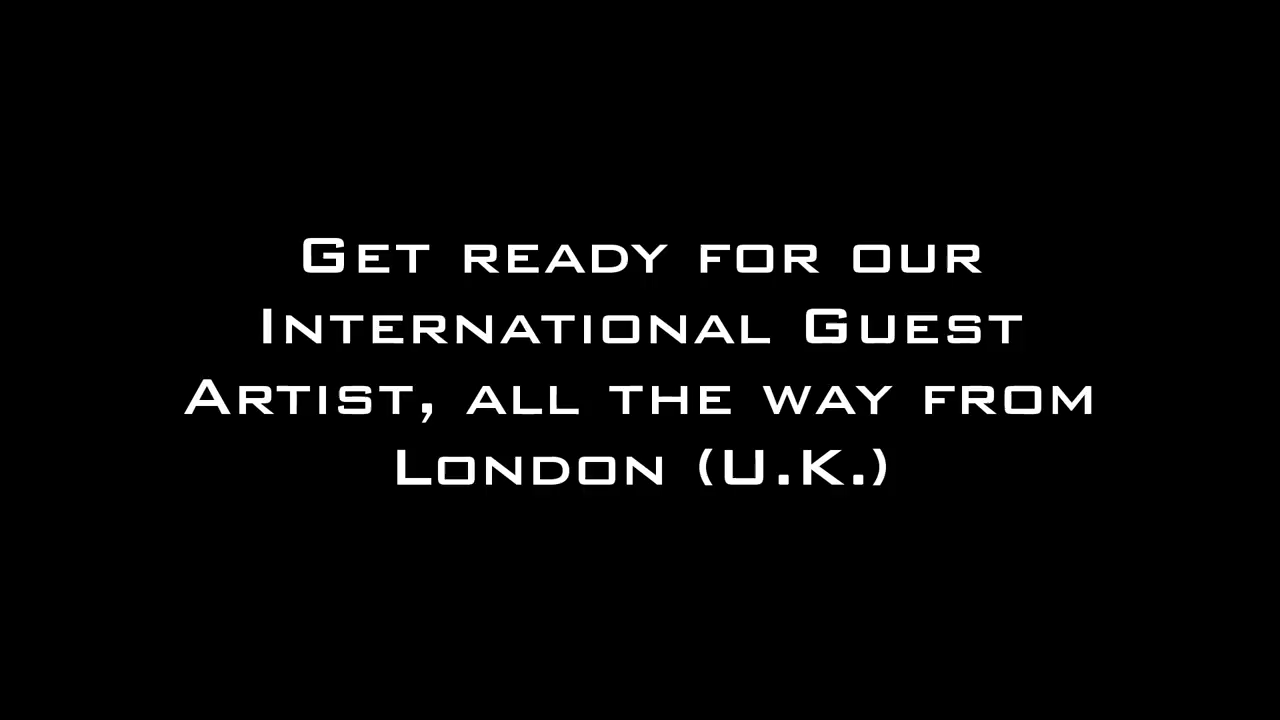 Get ready for our
International Guest
Artist, all the way from
London (U.K.)